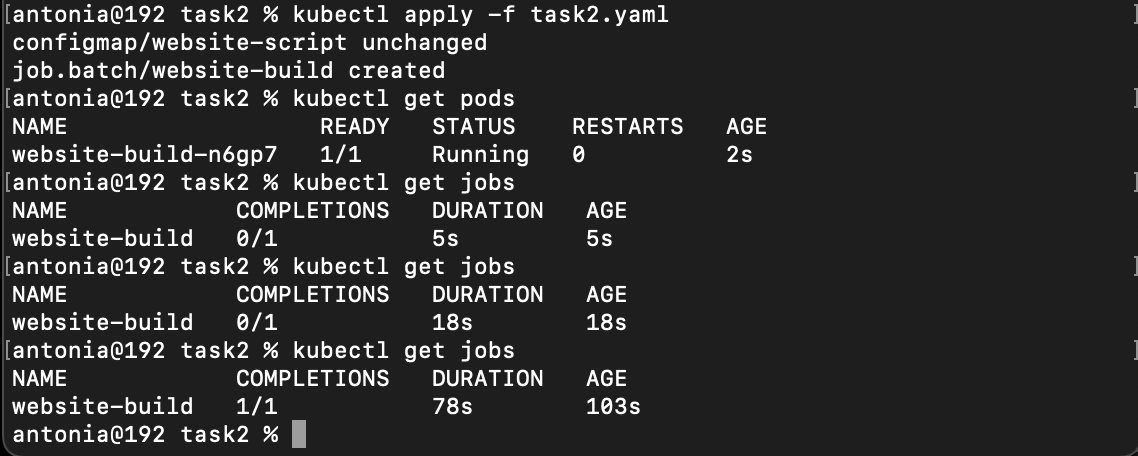 [antonia@192 task2 % kubectl apply -f task2.yaml ]
configmap/website-script unchanged
job.batch/website-build created
[antonia@192 task2 % kubectl get pods ]
NAME                  READY   STATUS    RESTARTS   AGE
website-build-n6gp7   1/1     Running   0          2s
[antonia@192 task2 % kubectl get jobs ]
NAME            COMPLETIONS   DURATION   AGE
website-build   0/1           5s         5s
[antonia@192 task2 % kubectl get jobs ]
NAME            COMPLETIONS   DURATION   AGE
website-build   0/1           18s        18s
[antonia@192 task2 % kubectl get jobs ]
NAME            COMPLETIONS   DURATION   AGE
website-build   1/1           78s        103s
antonia@192 task2 %